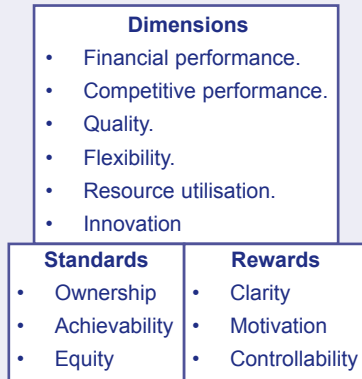 Dimensions
• Financial performance.
• Competitive performance.
• Quality.
• Flexibility.
• Resource utilisation.
• Innovation
Standards
• Ownership
• Achievability
• Equity
Rewards
• Clarity
• Motivation
• Controllability